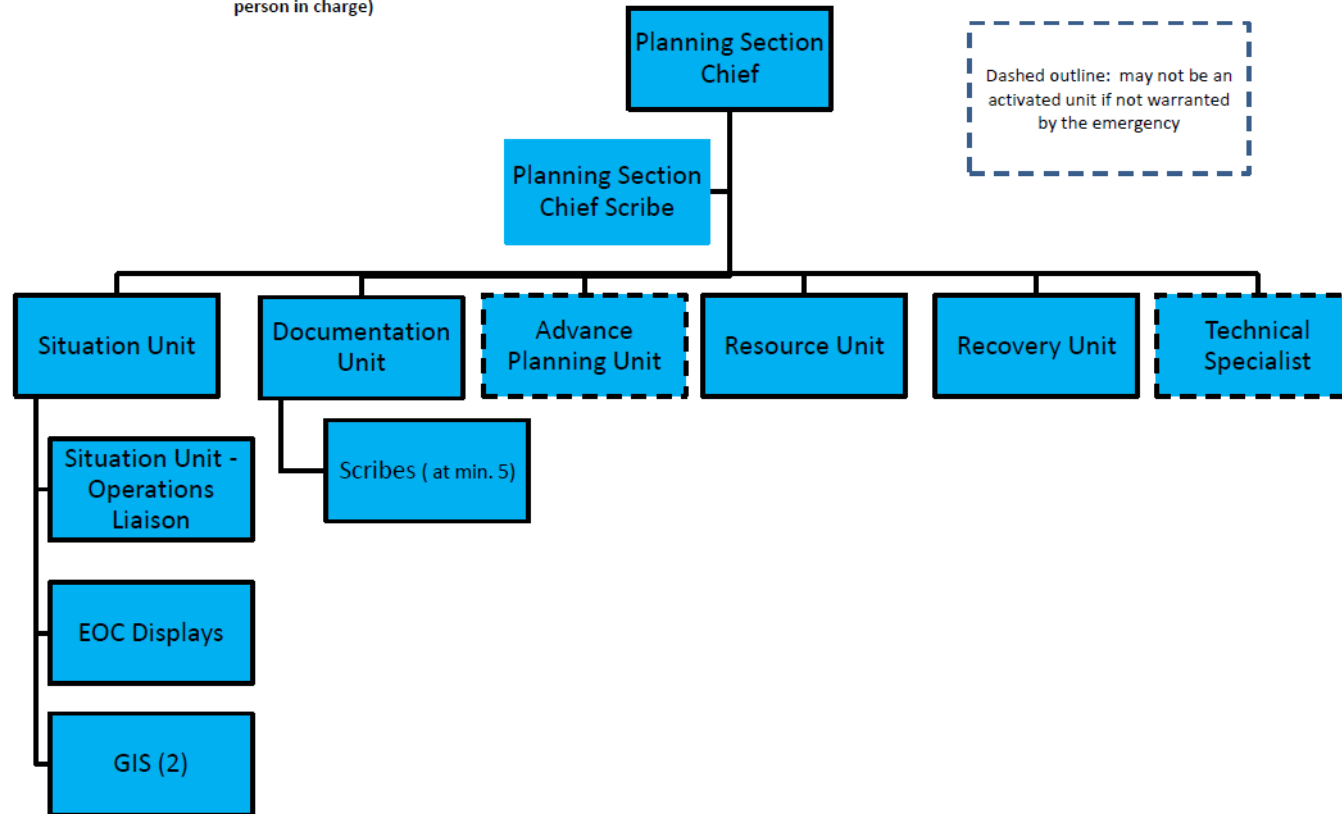 person in charge)
Planning Section
Chief
Dashed outline:  may not be an
activated unit if not warranted
by the emergency
Planning Section
Chief Scribe
Situation Unit
Documentation
Unit
Advance
Planning Unit
Resource Unit
Recovery Unit
Technical
Specialist
Situation Unit -
Operations
Liaison
Scribes ( at min. 5)
EOC Displays
GIS (2)